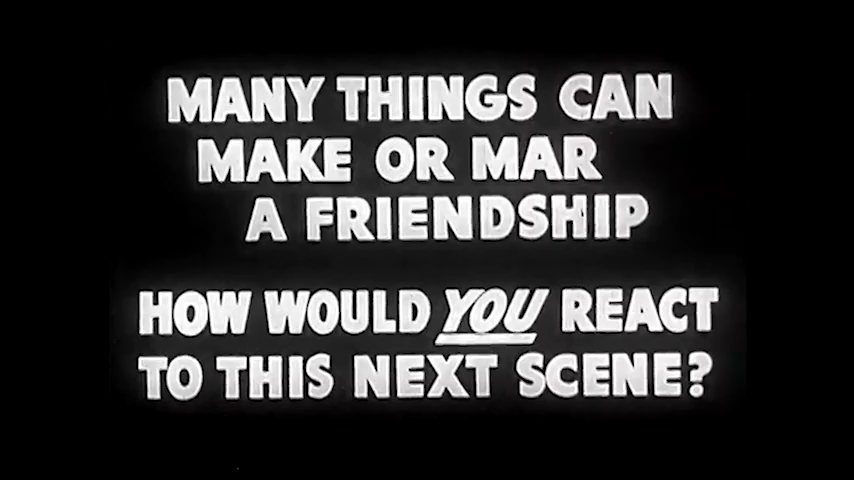 MANY THINGS CAN
MAKE OR MAR
A FRIENDSHIP
HOW WOULD YOU REACT
TO THIS NEXT SCENE?